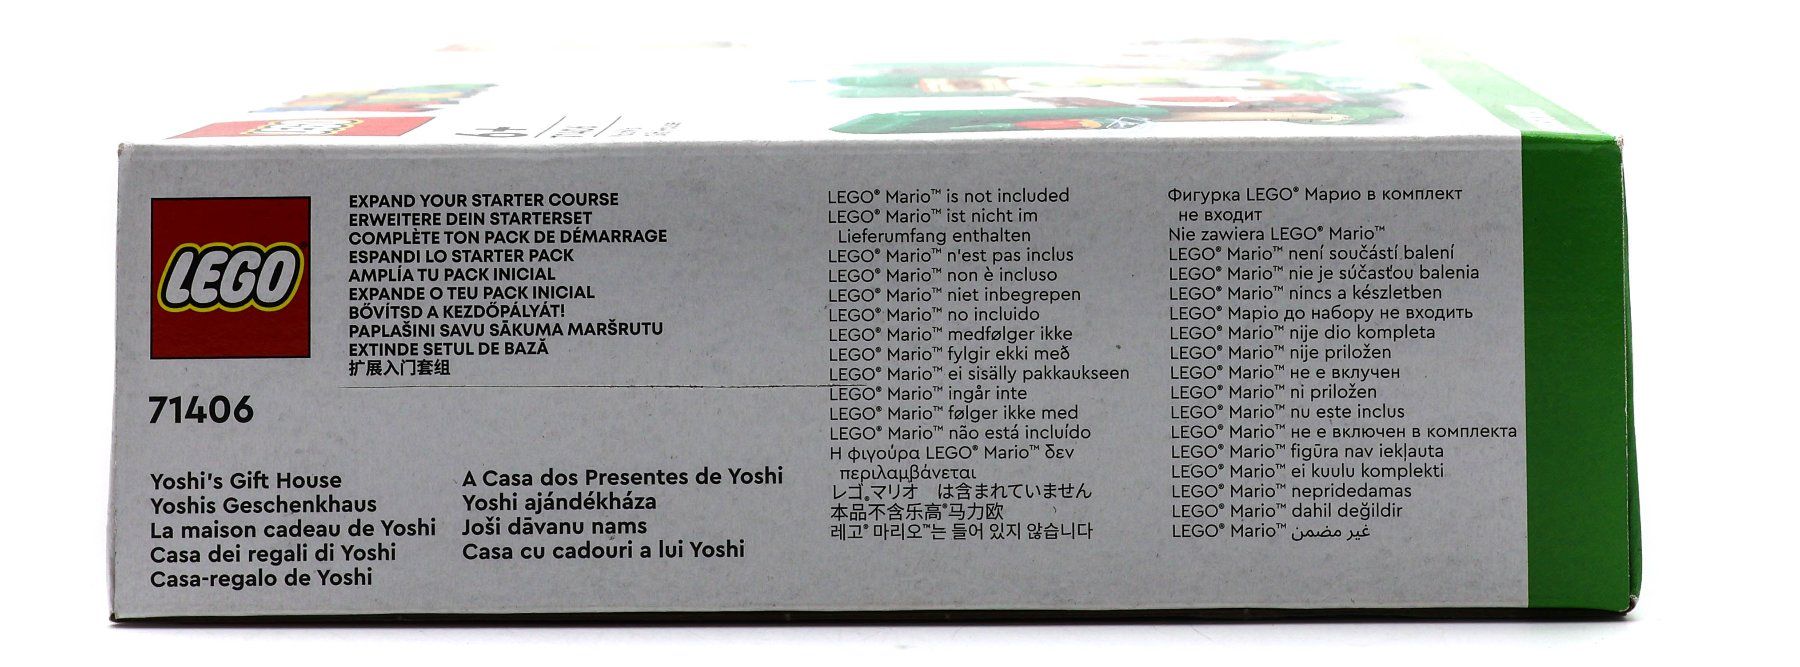 LEGO
6+
LEGO®
EXPAND YOUR STARTER COURSE
ERWEITERE DEIN STARTERSET
COMPLÈTE TON PACK DE DÉMARRAGE
ESPANDI LO STARTER PACK
AMPLÍA TU PACK INICIAL
EXPANDE O TEU PACK INICIAL
BŐVÍTSD A KEZDŐPÁLYÁT!
PAPLAŠINI SAVU SĀKUMA MARŠRUTU
EXTINDE SETUL DE BAZĂ
扩展入门套组
71406
Yoshi's Gift House
Yoshis Geschenkhaus
La maison cadeau de Yoshi
Casa dei regali di Yoshi
Casa-regalo de Yoshi
A Casa dos Presentes de Yoshi
Yoshi ajándékháza
Joši dāvanu nams
Casa cu cadouri a lui Yoshi
LEGO® Mario™ is not included
LEGO® Mario™ ist nicht im
Lieferumfang enthalten
LEGO® Mario™ n'est pas inclus
LEGO® Mario™ non è incluso
LEGO® Mario™ niet inbegrepen
LEGO® Mario™ no incluido
LEGO® Mario™ medfølger ikke
LEGO® Mario™ fylgir ekki með
LEGO® Mario™ ei sisälly pakkaukseen
LEGO® Mario™ ingår inte
LEGO® Mario™ følger ikke med
LEGO® Mario™ não está incluído
Η φιγούρα LEGO® Mario™ δεν
περιλαμβάνεται
レゴ®マリオ™は含まれていません
本品不含乐高®马力欧™
레고® 마리오™는 들어 있지 않습니다
Фигурка LEGO® Марио в комплект
не входит
Nie zawiera LEGO® Mario™
LEGO® Mario™ není součástí balení
LEGO® Mario™ nie je súčasťou balenia
LEGO® Mario™ nincs a készletben
LEGO® Маріо до набору не входить
LEGO® Mario™ nije dio kompleta
LEGO® Mario™ nije priložen
LEGO® Mario™ не е вклучен
LEGO® Mario™ ni priložen
LEGO® Mario™ nu este inclus
LEGO® Mario™ не е включен в комплекта
LEGO® Mario™ figūra nav iekļauta
LEGO® Mario™ ei kuulu komplekti
LEGO® Mario™ nepridedamas
LEGO® Mario™ dahil değildir
LEGO® Mario™ غير مضمن